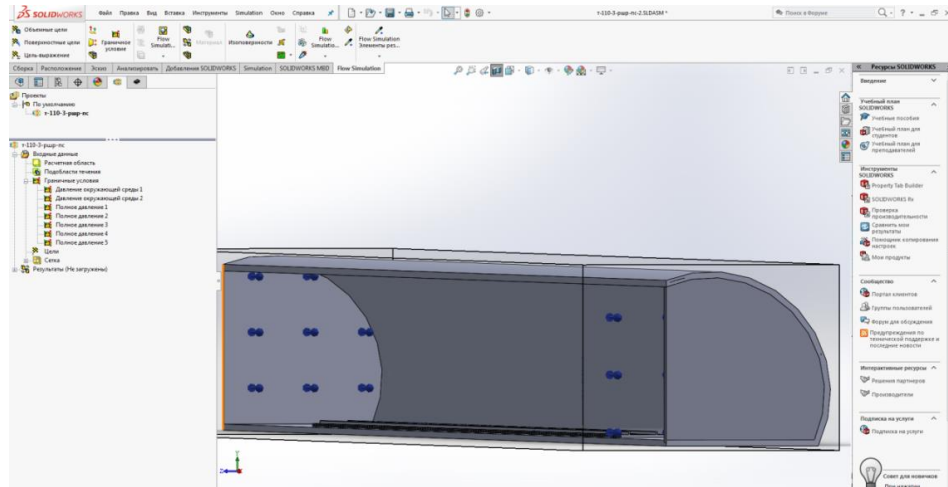 SOLIDWORKS
Файл Правка Вид Вставка Инструменты Simulation Окно Справка
т-110-3-рщр-пс-2.SLDASM *
Поиск в Форуме
Объемные цели
Поверхностные цели
Цель-выражение
Граничное условие
Flow Simulati...
Материал
Изоповерхности
Flow Simulatio...
Flow Simulation Элементы рез...
Сборка Расположение Эскиз Анализировать Добавления SOLIDWORKS Simulation SOLIDWORKS MBD Flow Simulation
Проекты
По умолчанию
т-110-3-рщр-пс
т-110-3-рщр-пс
Входные данные
Расчетная область
Подобласти течения
Граничные условия
Давление окружающей среды 1
Давление окружающей среды 2
Полное давление 1
Полное давление 2
Полное давление 3
Полное давление 4
Полное давление 5
Цели
Сетка
Результаты (Не загружены)
Ресурсы SOLIDWORKS
Введение
Учебный план
SOLIDWORKS
Учебные пособия
Учебный план для
студентов
Учебный план для
преподавателей
Инструменты
SOLIDWORKS
Property Tab Builder
SOLIDWORKS Rx
Проверка
производительности
Сравнить мои
результаты
Помощник копирования
настроек
Мои продукты
Сообщество
Портал клиентов
Группы пользователей
Форум для обсуждения
Предупреждения по
технической поддержке и
последние новости
Интерактивные ресурсы
Решения партнеров
Производители
Подписка на услуги
Подписка на услуги
Совет для новичков